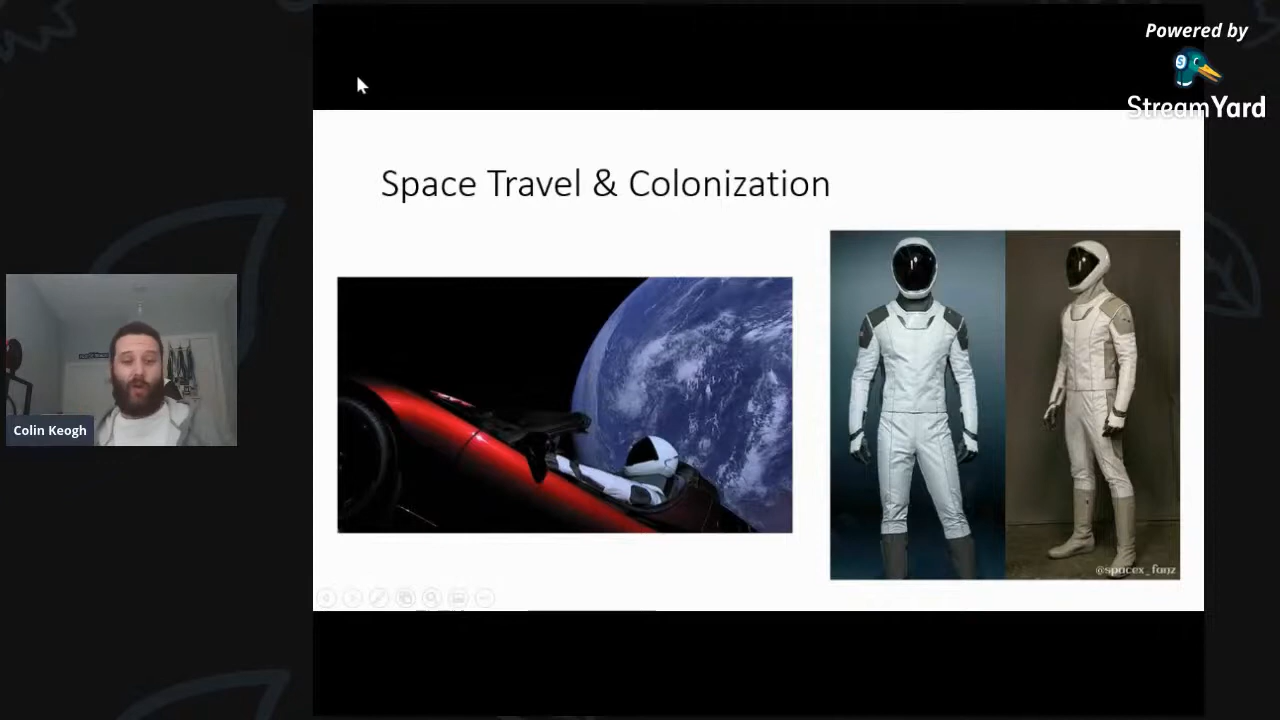 Powered by
StreamYard
Space Travel & Colonization
Colin Keogh
@spacex_fanz